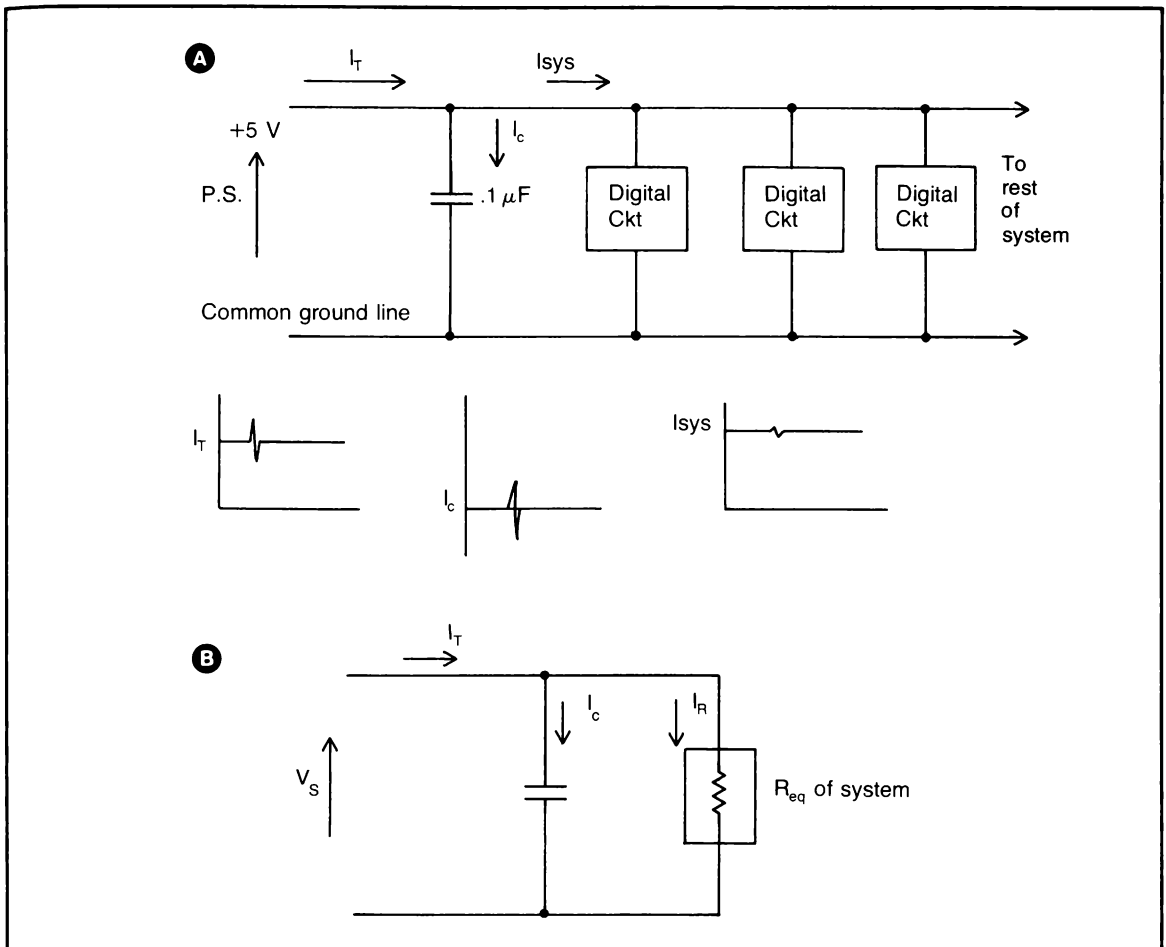 A
I_T
Isys
+5 V
I_c
P.S.
.1 μF
Digital
Ckt
Digital
Ckt
Digital
Ckt
To
rest
of
system
Common ground line
I_T
I_c
Isys
B
I_T
I_c
I_R
V_S
R_eq of system